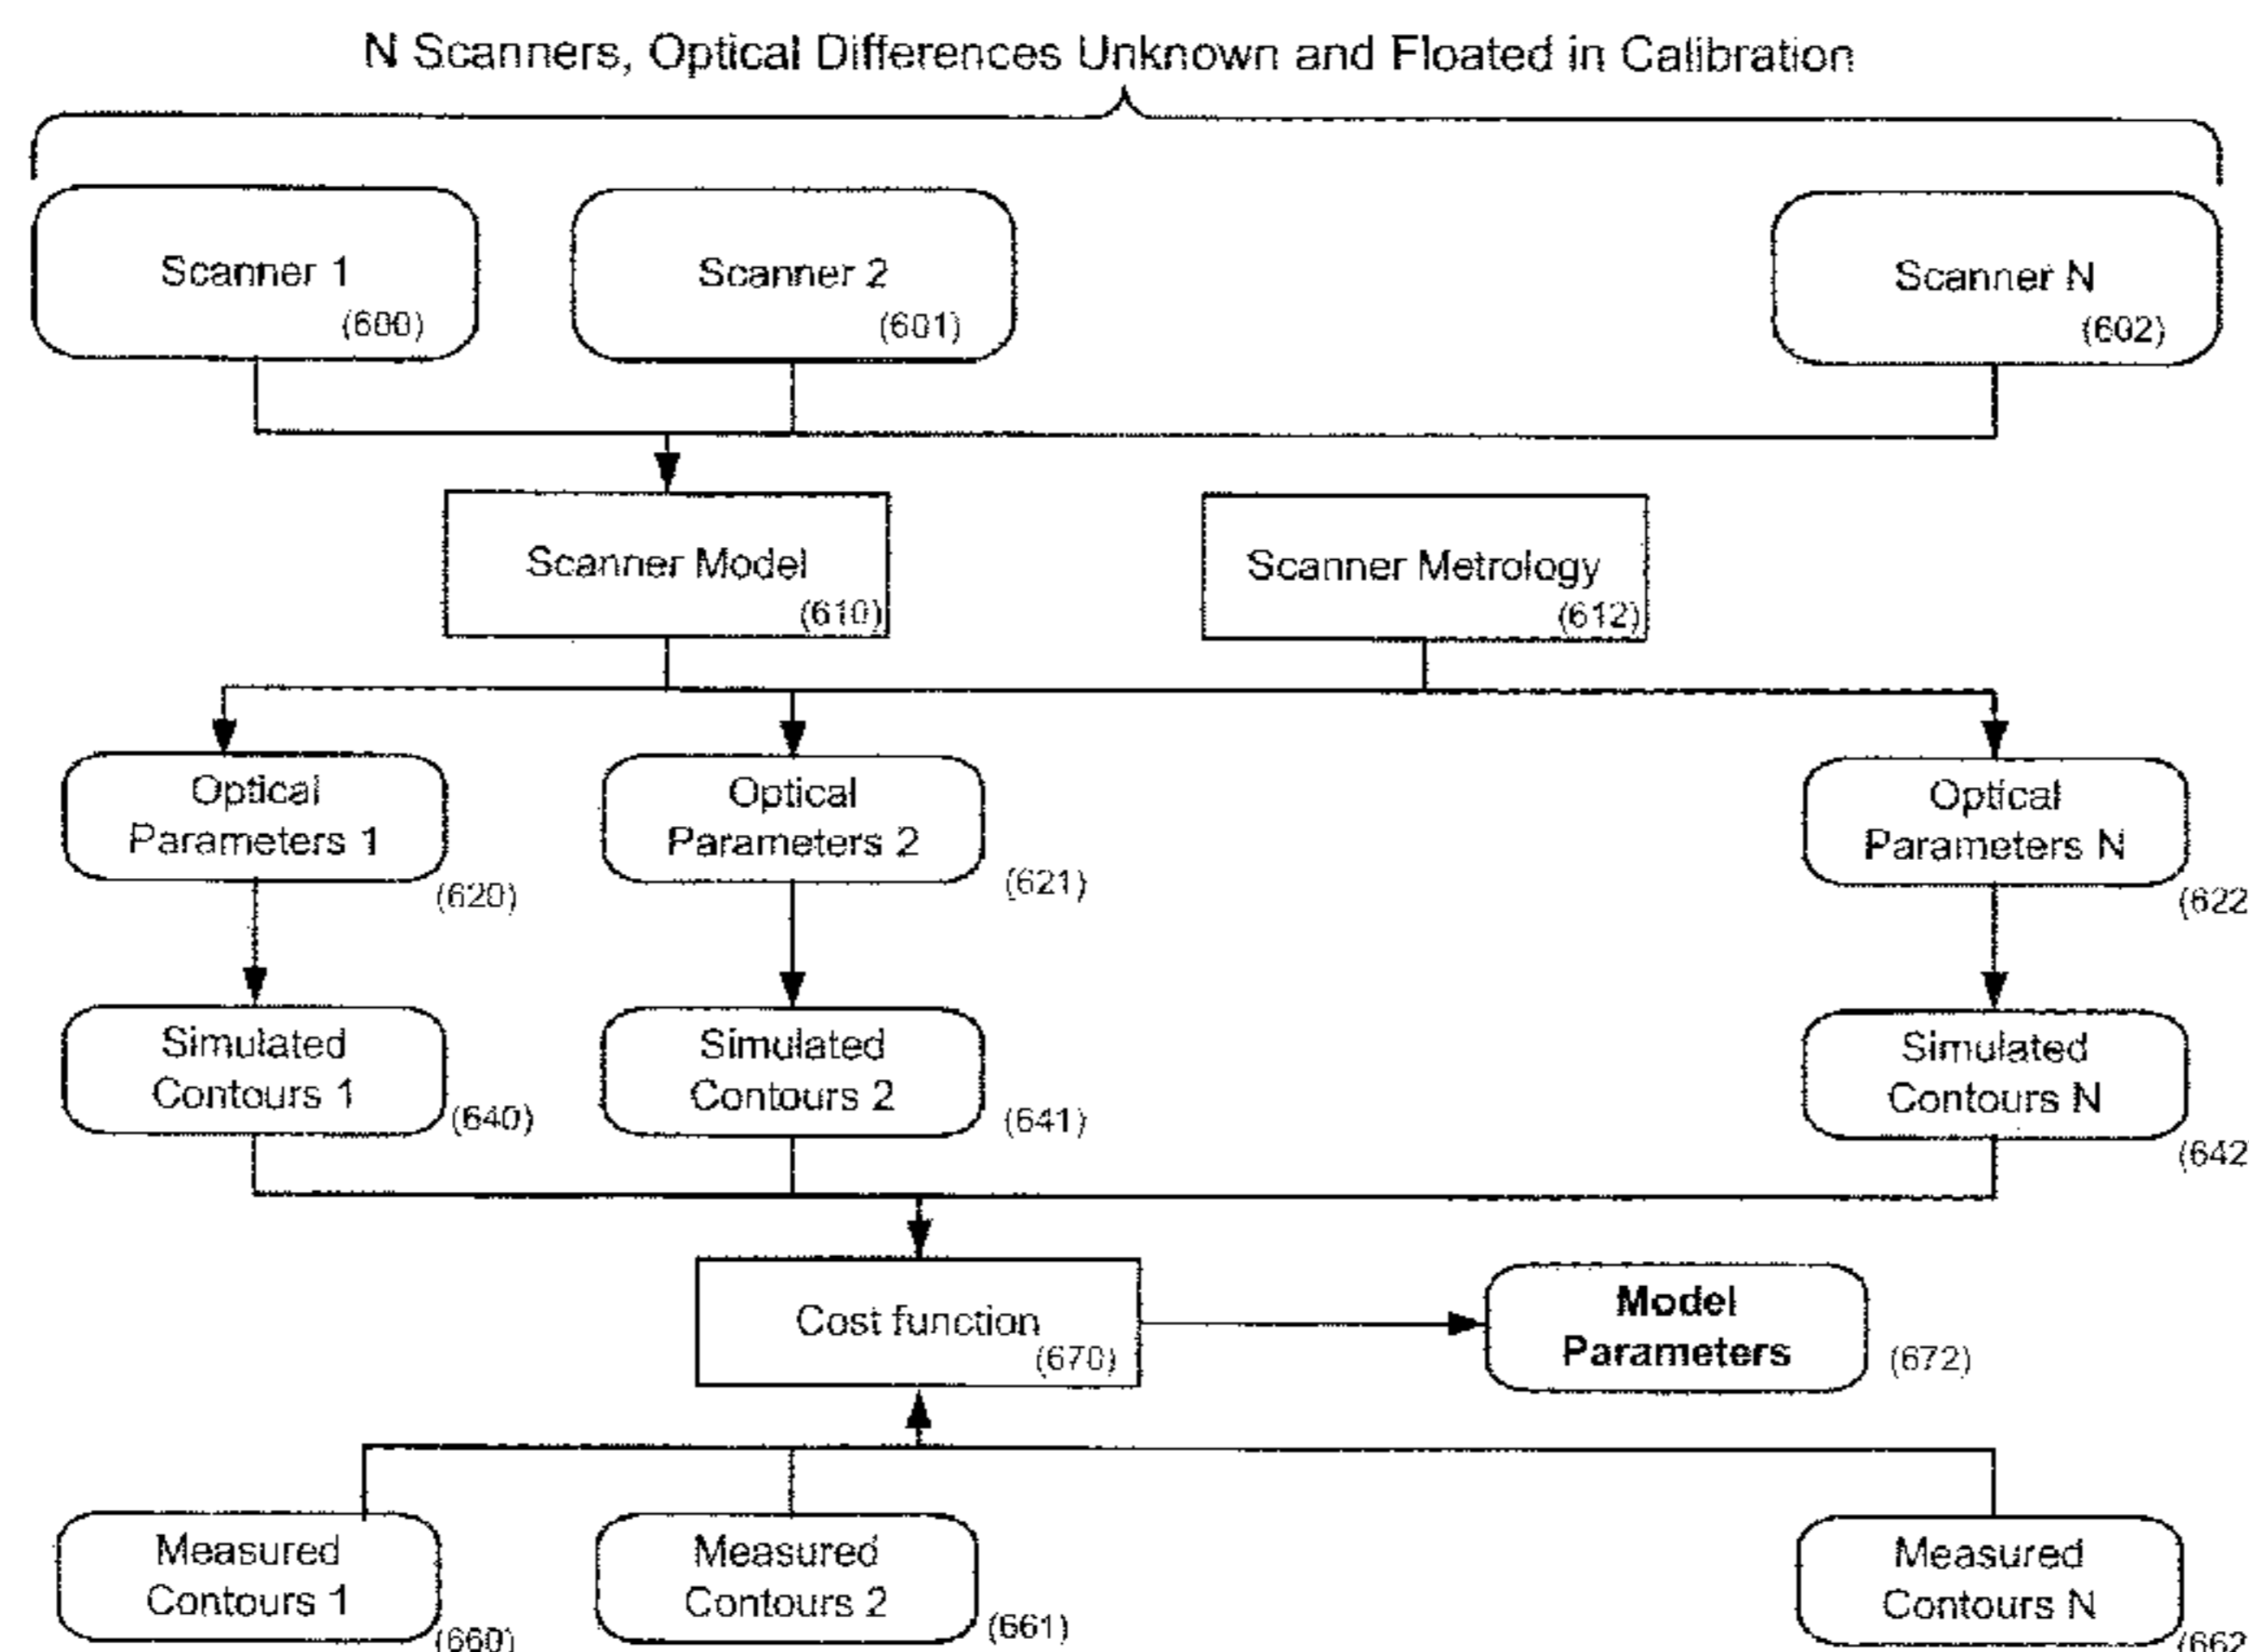 N Scanners, Optical Differences Unknown and Floated in Calibration
Scanner 1
(600)
Scanner 2
(601)
Scanner N
(602)
Scanner Model
(610)
Scanner Metrology
(612)
Optical
Parameters 1
(620)
Optical
Parameters 2
(621)
Optical
Parameters N
(622
Simulated
Contours 1
(640)
Simulated
Contours 2
(641)
Simulated
Contours N
(642
Cost function
(670)
Model
Parameters
(672)
Measured
Contours 1
(660)
Measured
Contours 2
(661)
Measured
Contours N
(662